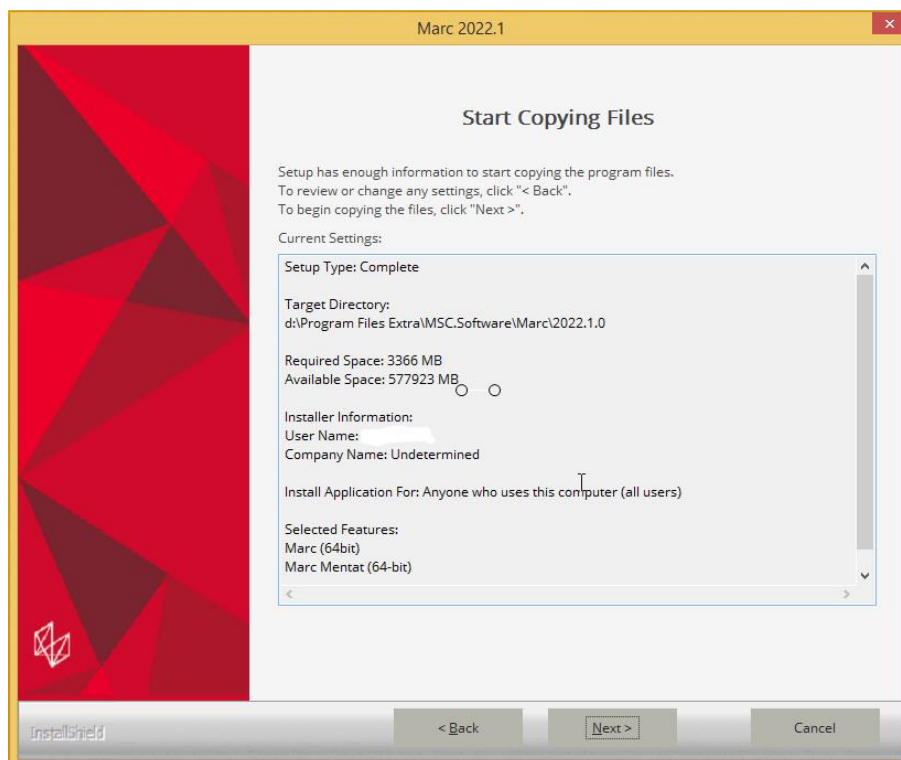 Marc 2022.1
Start Copying Files
Setup has enough information to start copying the program files.
To review or change any settings, click "< Back".
To begin copying the files, click "Next >".
Current Settings:
Setup Type: Complete
Target Directory:
d:\Program Files Extra\MSC.Software\Marc\2022.1.0
Required Space: 3366 MB
Available Space: 577923 MB
Installer Information:
User Name:
Company Name: Undetermined
Install Application For: Anyone who uses this computer (all users)
Selected Features:
Marc (64bit)
Marc Mentat (64-bit)
InstallShield
< Back
Next >
Cancel